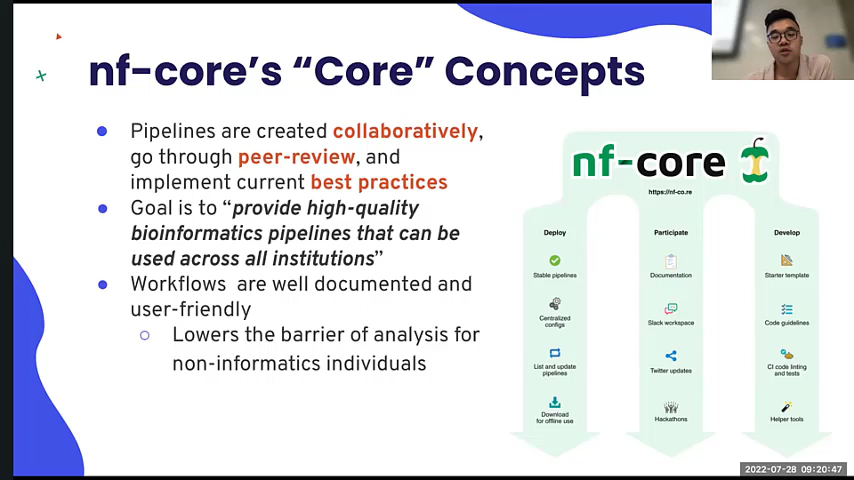 nf-core's “Core” Concepts
Pipelines are created collaboratively,
go through peer-review, and
implement current best practices
Goal is to “provide high-quality
bioinformatics pipelines that can be
used across all institutions”
Workflows are well documented and
user-friendly
Lowers the barrier of analysis for
non-informatics individuals
nf-core
https://nf-co.re
Deploy
Stable pipelines
Centralized
configs
List and update
pipelines
Download
for offline use
Participate
Documentation
Slack workspace
Twitter updates
Hackathons
Develop
Starter template
Code guidelines
CI code linting
and tests
Helper tools
2022-07-28 09:20:47